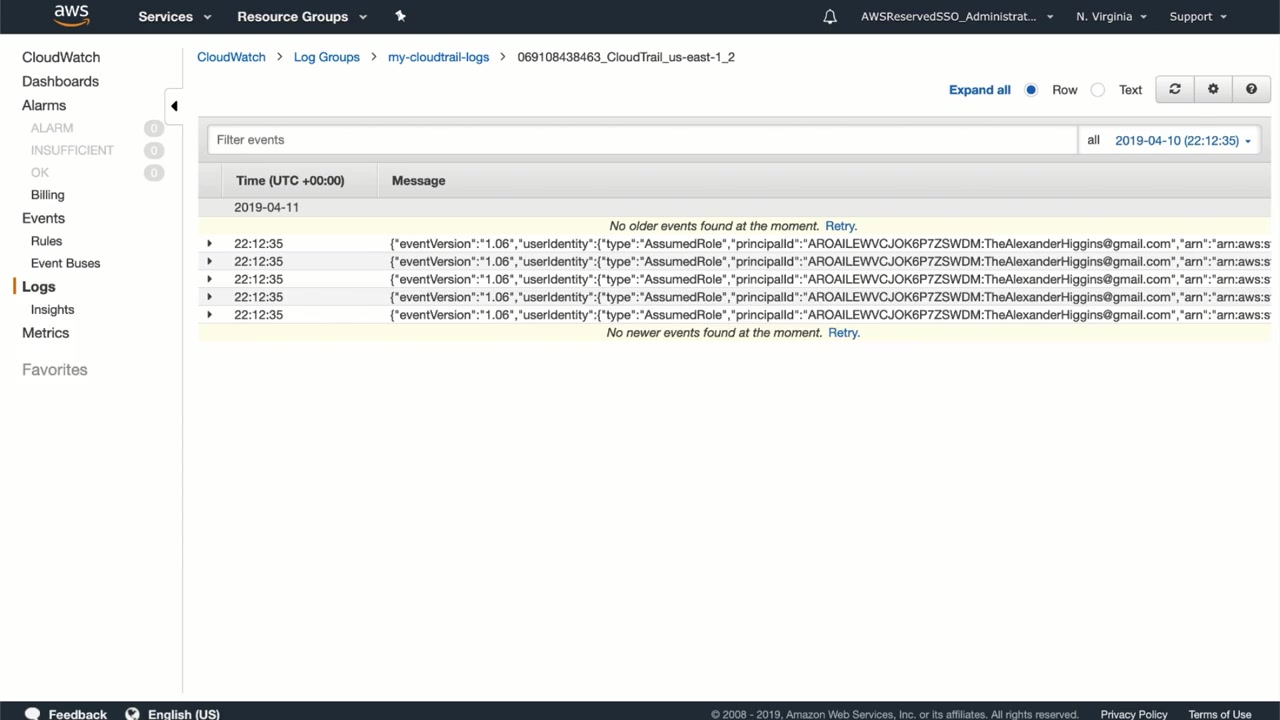 aws Services Resource Groups AWSReservedSSO_Administrat... N. Virginia Support
CloudWatch
Dashboards
Alarms
ALARM 0
INSUFFICIENT 0
OK 0
Billing
Events
Rules
Event Buses
Logs
Insights
Metrics
Favorites
CloudWatch > Log Groups > my-cloudtrail-logs > 069108438463_CloudTrail_us-east-1_2
Expand all Row Text
Filter events all 2019-04-10 (22:12:35)
Time (UTC +00:00) Message
2019-04-11
No older events found at the moment. Retry.
22:12:35 {"eventVersion":"1.06","userIdentity":{"type":"AssumedRole","principalId":"AROAILEWVCJOK6P7ZSWDM:TheAlexanderHiggins@gmail.com","arn":"arn:aws:s
22:12:35 {"eventVersion":"1.06","userIdentity":{"type":"AssumedRole","principalId":"AROAILEWVCJOK6P7ZSWDM:TheAlexanderHiggins@gmail.com","arn":"arn:aws:s
22:12:35 {"eventVersion":"1.06","userIdentity":{"type":"AssumedRole","principalId":"AROAILEWVCJOK6P7ZSWDM:TheAlexanderHiggins@gmail.com","arn":"arn:aws:s
22:12:35 {"eventVersion":"1.06","userIdentity":{"type":"AssumedRole","principalId":"AROAILEWVCJOK6P7ZSWDM:TheAlexanderHiggins@gmail.com","arn":"arn:aws:s
22:12:35 {"eventVersion":"1.06","userIdentity":{"type":"AssumedRole","principalId":"AROAILEWVCJOK6P7ZSWDM:TheAlexanderHiggins@gmail.com","arn":"arn:aws:s
No newer events found at the moment. Retry.
Feedback English (US) © 2008 - 2019, Amazon Web Services, Inc. or its affiliates. All rights reserved. Privacy Policy Terms of Use